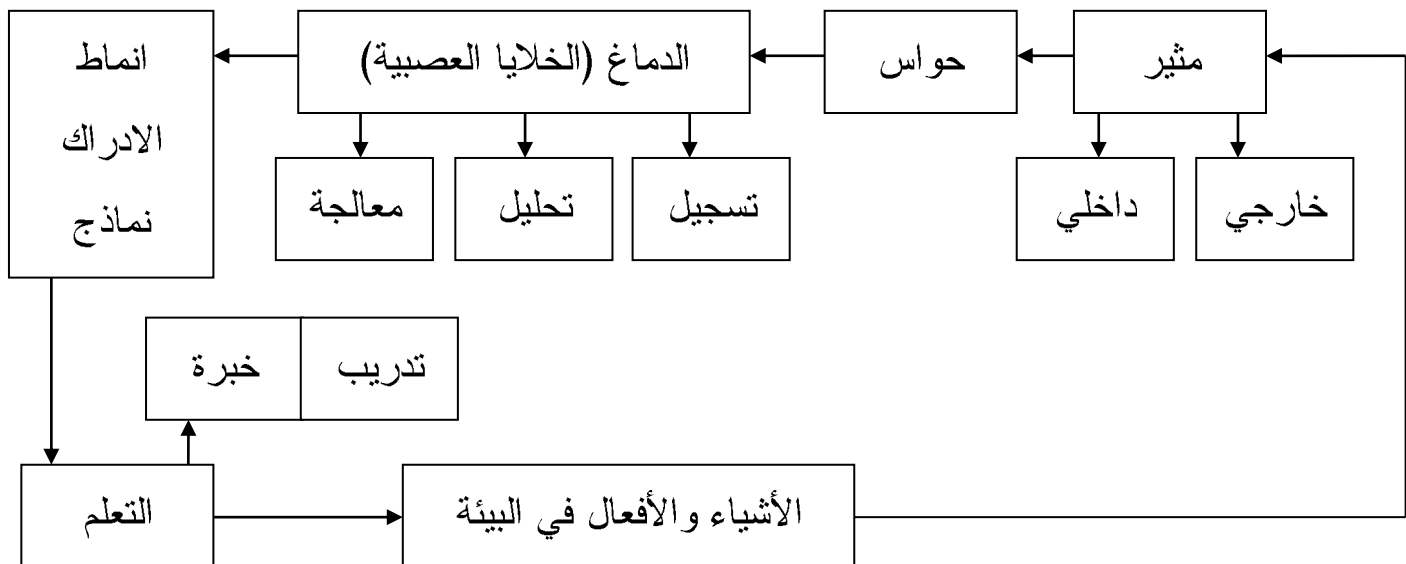 مثير
حواس
الدماغ (الخلايا العصبية)
انماط
الادراك
نماذج
خارجي
داخلي
تسجيل
تحليل
معالجة
تدريب
خبرة
التعلم
الأشياء والأفعال في البيئة